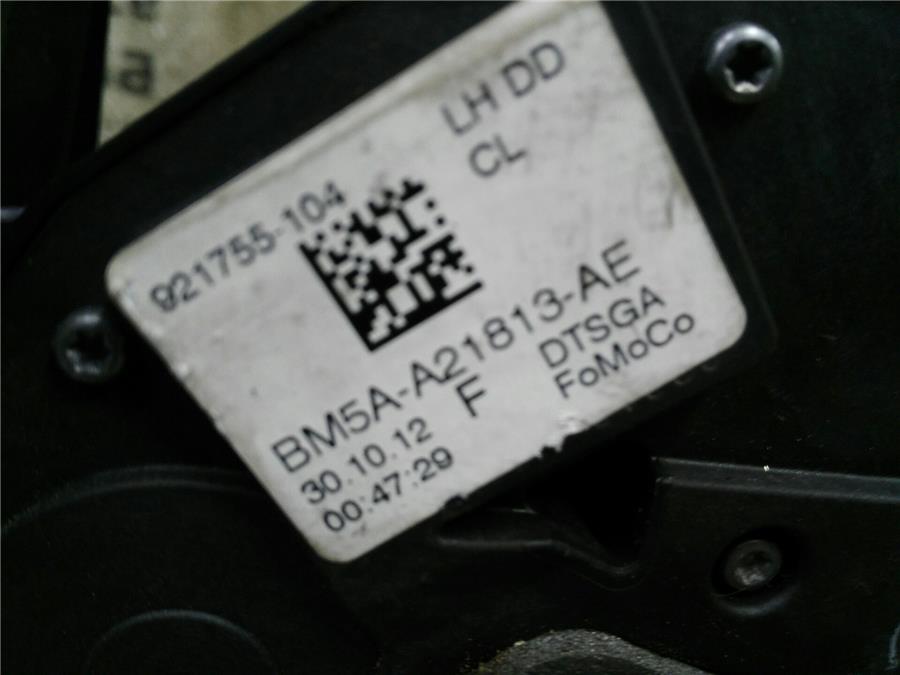 LH DD
CL
921755-104
BM5A-A21813-AE
30.10.12 F DTSGA
00:47:29 FoMoCo